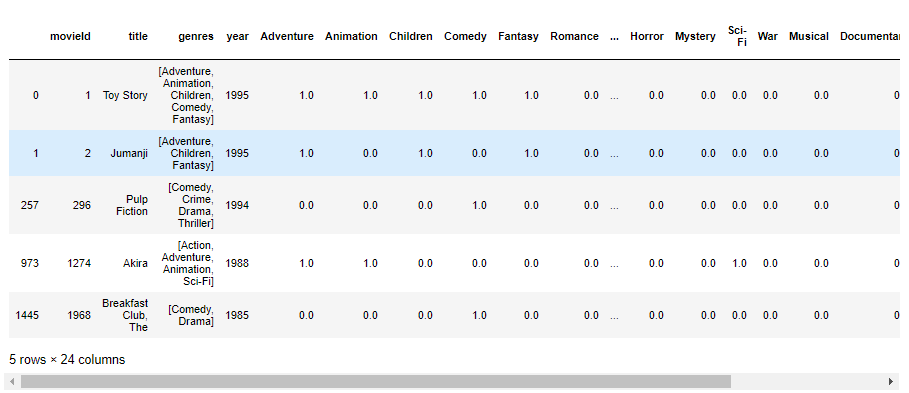 movieId title genres year Adventure Animation Children Comedy Fantasy Romance ... Horror Mystery Sci-Fi War Musical Documentar
0 1 Toy Story [Adventure, Animation, Children, Comedy, Fantasy] 1995 1.0 1.0 1.0 1.0 1.0 0.0 ... 0.0 0.0 0.0 0.0 0.0 0
1 2 Jumanji [Adventure, Children, Fantasy] 1995 1.0 0.0 1.0 0.0 1.0 0.0 ... 0.0 0.0 0.0 0.0 0.0 0
257 296 Pulp Fiction [Comedy, Crime, Drama, Thriller] 1994 0.0 0.0 0.0 1.0 0.0 0.0 ... 0.0 0.0 0.0 0.0 0.0 0
973 1274 Akira [Action, Adventure, Animation, Sci-Fi] 1988 1.0 1.0 0.0 0.0 0.0 0.0 ... 0.0 0.0 1.0 0.0 0.0 0
1445 1968 Breakfast Club, The [Comedy, Drama] 1985 0.0 0.0 0.0 1.0 0.0 0.0 ... 0.0 0.0 0.0 0.0 0.0 0
5 rows × 24 columns